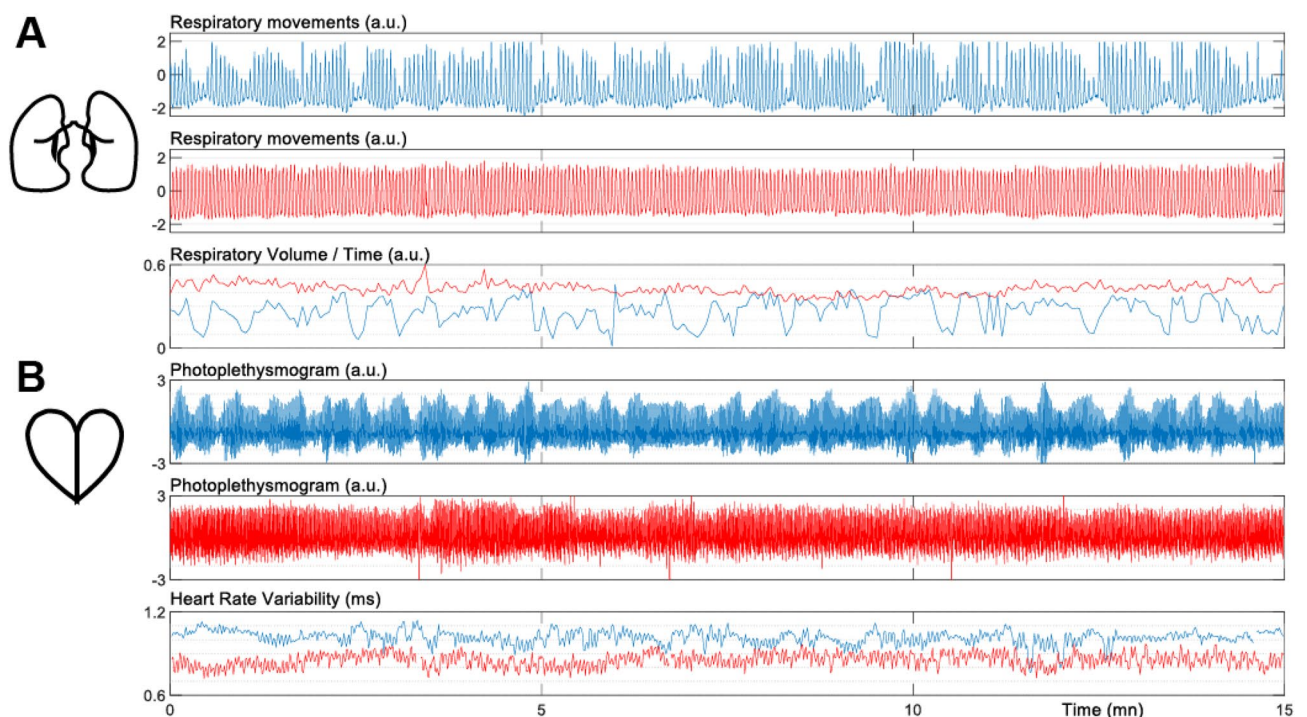 A
Respiratory movements (a.u.)
2
0
-2
Respiratory movements (a.u.)
2
0
-2
Respiratory Volume / Time (a.u.)
0.6
0
B
Photoplethysmogram (a.u.)
3
-3
Photoplethysmogram (a.u.)
3
-3
Heart Rate Variability (ms)
1.2
0.6
0 5 10 Time (mn) 15